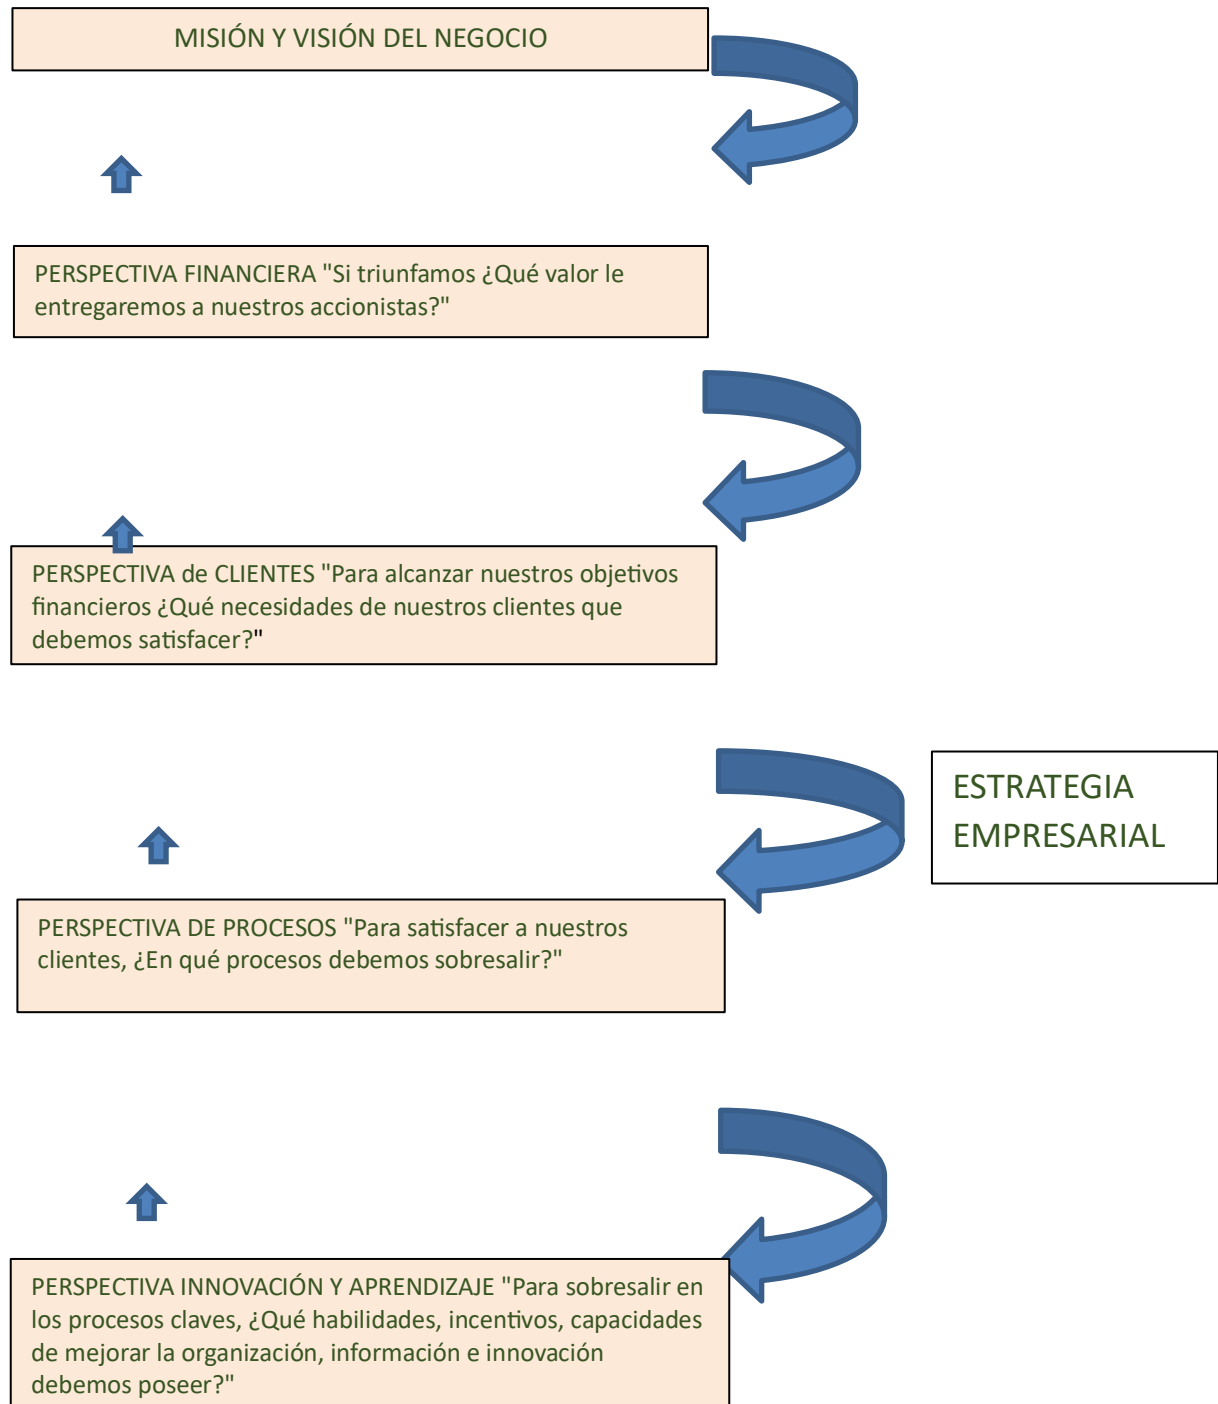 MISIÓN Y VISIÓN DEL NEGOCIO
PERSPECTIVA FINANCIERA "Si triunfamos ¿Qué valor le
entregaremos a nuestros accionistas?"
PERSPECTIVA de CLIENTES "Para alcanzar nuestros objetivos
financieros ¿Qué necesidades de nuestros clientes que
debemos satisfacer?"
ESTRATEGIA
EMPRESARIAL
PERSPECTIVA DE PROCESOS "Para satisfacer a nuestros
clientes, ¿En qué procesos debemos sobresalir?"
PERSPECTIVA INNOVACIÓN Y APRENDIZAJE "Para sobresalir en
los procesos claves, ¿Qué habilidades, incentivos, capacidades
de mejorar la organización, información e innovación
debemos poseer?"